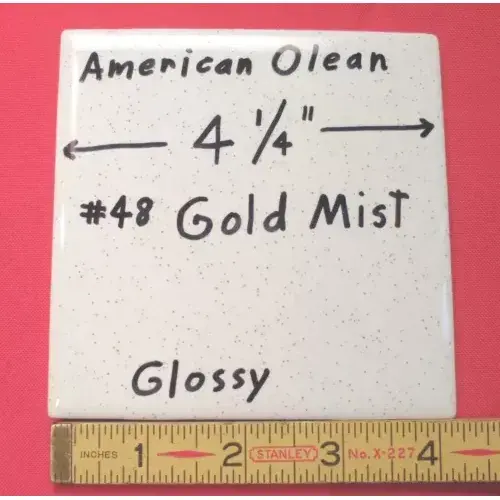 American Olean
4 1/4"
#48 Gold Mist
Glossy
INCHES 1 2 STANLEY 3 No. X-227 4